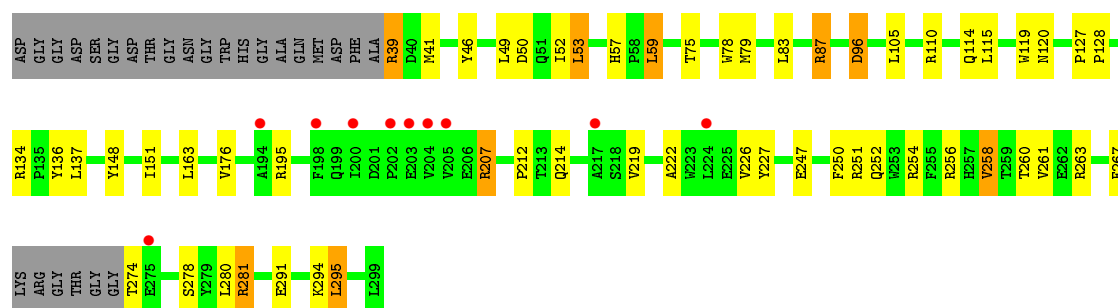 ASP GLY GLY ASP SER GLY ASP THR GLY ASN GLY TRP HIS GLY ALA GLN MET ASP PHE ALA R39 D40 M41 Y46 L49 D50 Q51 I52 L53 H57 P58 L59 T75 W78 M79 L83 R87 D96 L105 R110 Q114 L115 W119 N120 P127 P128
R134 P135 Y136 L137 Y148 I151 L163 V176 A194 R195 F198 Q199 I200 D201 P202 E203 V204 V205 E206 R207 P212 T213 Q214 A217 S218 V219 A222 W223 L224 E225 V226 Y227 E247 F250 R251 Q252 W253 R254 F255 R256 H257 V258 T259 T260 V261 E262 R263
LYS ARG GLY THR GLY GLY T274 E275 S278 Y279 L280 R281 E291 K294 L295 L299